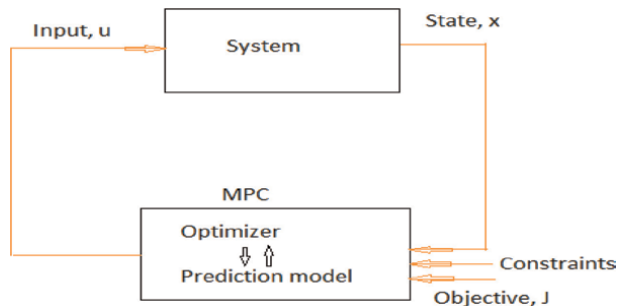 Input, u
State, x
System
MPC
Optimizer
Prediction model
Constraints
Objective, J